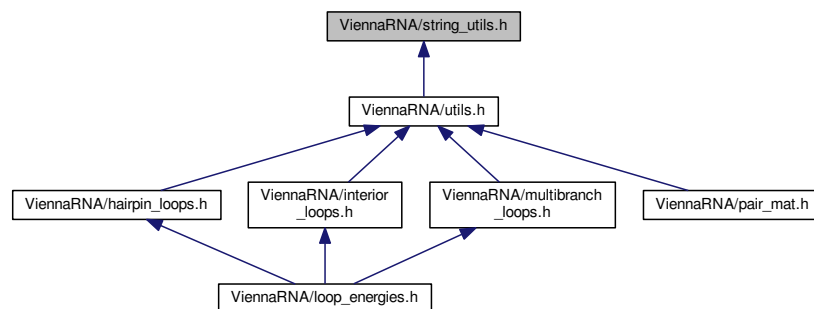 ViennaRNA/string_utils.h
ViennaRNA/utils.h
ViennaRNA/hairpin_loops.h
ViennaRNA/interior
_loops.h
ViennaRNA/multibranch
_loops.h
ViennaRNA/pair_mat.h
ViennaRNA/loop_energies.h